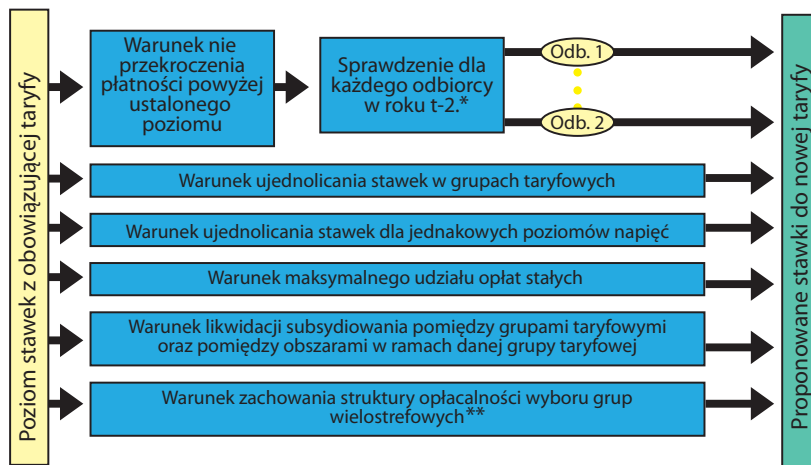 Poziom stawek z obowiązującej taryfy
Warunek nie
przekroczenia
płatności powyżej
ustalonego
poziomu
Sprawdzenie dla
każdego odbiorcy
w roku t-2.*
Odb. 1
Odb. 2
Warunek ujednolicania stawek w grupach taryfowych
Warunek ujednolicania stawek dla jednakowych poziomów napięć
Warunek maksymalnego udziału opłat stałych
Warunek likwidacji subsydiowania pomiędzy grupami taryfowymi
oraz pomiędzy obszarami w ramach danej grupy taryfowej
Warunek zachowania struktury opłacalności wyboru grup
wielostrefowych**
Proponowane stawki do nowej taryfy